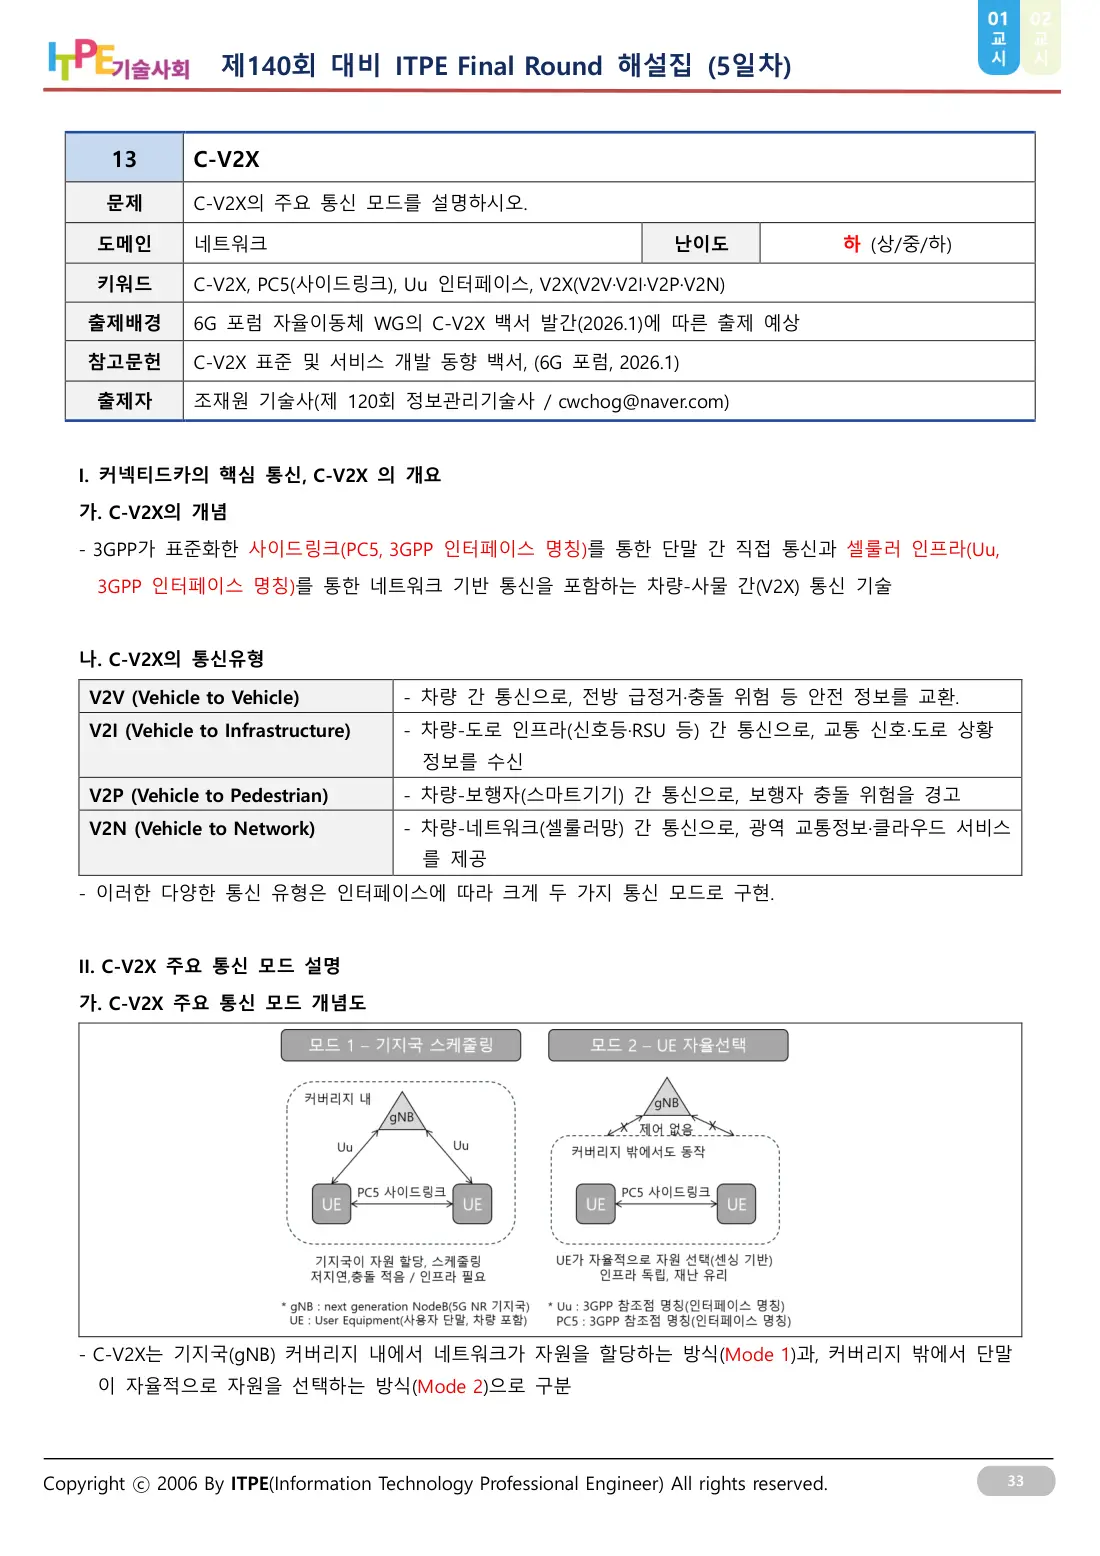 ITPE기술사회 제140회 대비 ITPE Final Round 해설집 (5일차)
01 교시
02 교시
13 C-V2X
문제 C-V2X의 주요 통신 모드를 설명하시오.
도메인 네트워크 난이도 하 (상/중/하)
키워드 C-V2X, PC5(사이드링크), Uu 인터페이스, V2X(V2V·V2I·V2P·V2N)
출제배경 6G 포럼 자율이동체 WG의 C-V2X 백서 발간(2026.1)에 따른 출제 예상
참고문헌 C-V2X 표준 및 서비스 개발 동향 백서, (6G 포럼, 2026.1)
출제자 조재원 기술사(제 120회 정보관리기술사 / cwchog@naver.com)
I. 커넥티드카의 핵심 통신, C-V2X 의 개요
가. C-V2X의 개념
- 3GPP가 표준화한 사이드링크(PC5, 3GPP 인터페이스 명칭)를 통한 단말 간 직접 통신과 셀룰러 인프라(Uu,
3GPP 인터페이스 명칭)를 통한 네트워크 기반 통신을 포함하는 차량-사물 간(V2X) 통신 기술
나. C-V2X의 통신유형
V2V (Vehicle to Vehicle) - 차량 간 통신으로, 전방 급정거·충돌 위험 등 안전 정보를 교환.
V2I (Vehicle to Infrastructure) - 차량-도로 인프라(신호등·RSU 등) 간 통신으로, 교통 신호·도로 상황
정보를 수신
V2P (Vehicle to Pedestrian) - 차량-보행자(스마트기기) 간 통신으로, 보행자 충돌 위험을 경고
V2N (Vehicle to Network) - 차량-네트워크(셀룰러망) 간 통신으로, 광역 교통정보·클라우드 서비스
를 제공
- 이러한 다양한 통신 유형은 인터페이스에 따라 크게 두 가지 통신 모드로 구현.
II. C-V2X 주요 통신 모드 설명
가. C-V2X 주요 통신 모드 개념도
모드 1 – 기지국 스케줄링
커버리지 내
gNB
Uu Uu
PC5 사이드링크
UE UE
기지국이 자원 할당, 스케줄링
저지연,충돌 적음 / 인프라 필요
* gNB : next generation NodeB(5G NR 기지국)
UE : User Equipment(사용자 단말, 차량 포함)
모드 2 – UE 자율선택
gNB
X 제어 없음 X
커버리지 밖에서도 동작
PC5 사이드링크
UE UE
UE가 자율적으로 자원 선택(센싱 기반)
인프라 독립, 재난 유리
* Uu : 3GPP 참조점 명칭(인터페이스 명칭)
PC5 : 3GPP 참조점 명칭(인터페이스 명칭)
- C-V2X는 기지국(gNB) 커버리지 내에서 네트워크가 자원을 할당하는 방식(Mode 1)과, 커버리지 밖에서 단말
이 자율적으로 자원을 선택하는 방식(Mode 2)으로 구분
Copyright ⓒ 2006 By ITPE(Information Technology Professional Engineer) All rights reserved.
33